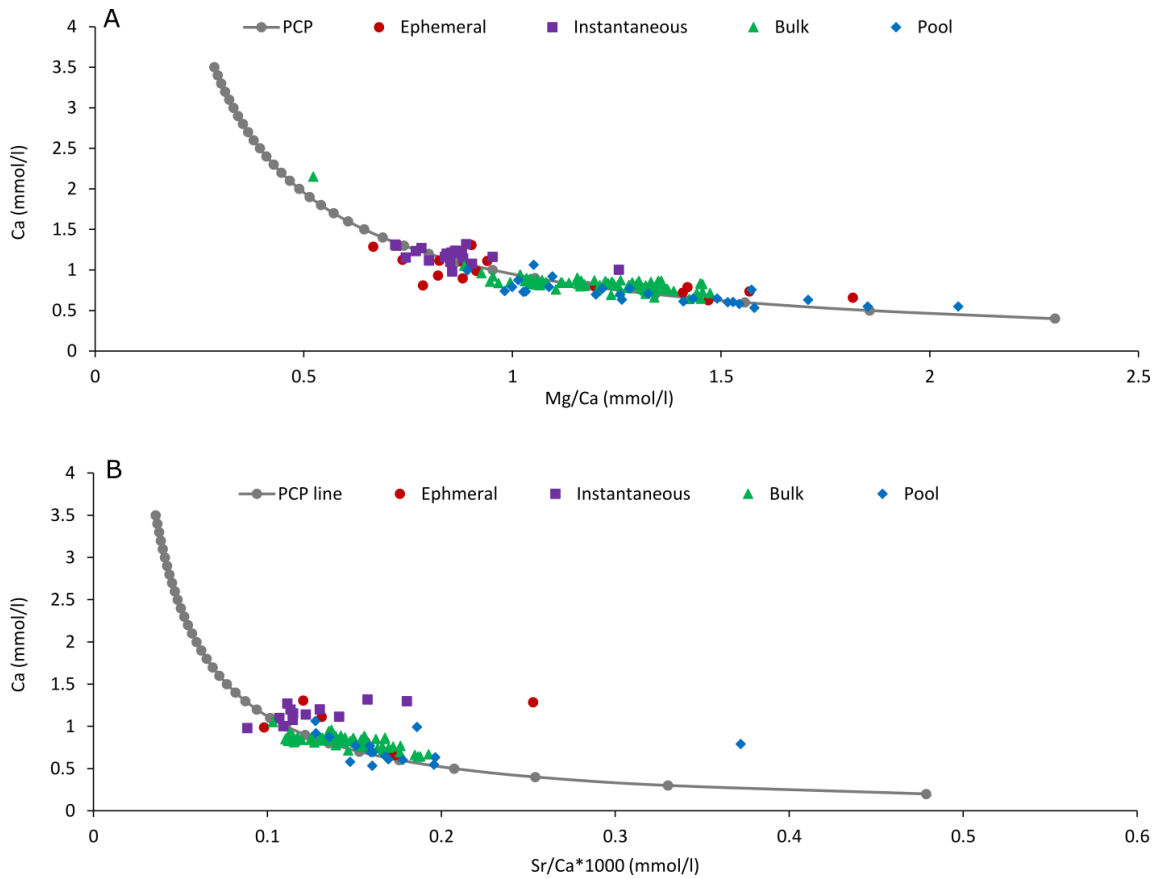 A
PCP Ephemeral Instantaneous Bulk Pool
4
3.5
3
2.5
2
1.5
1
0.5
0
Ca (mmol/l)
0 0.5 1 1.5 2 2.5
Mg/Ca (mmol/l)
B
PCP line Ephmeral Instantaneous Bulk Pool
4
3.5
3
2.5
2
1.5
1
0.5
0
Ca (mmol/l)
0 0.1 0.2 0.3 0.4 0.5 0.6
Sr/Ca*1000 (mmol/l)